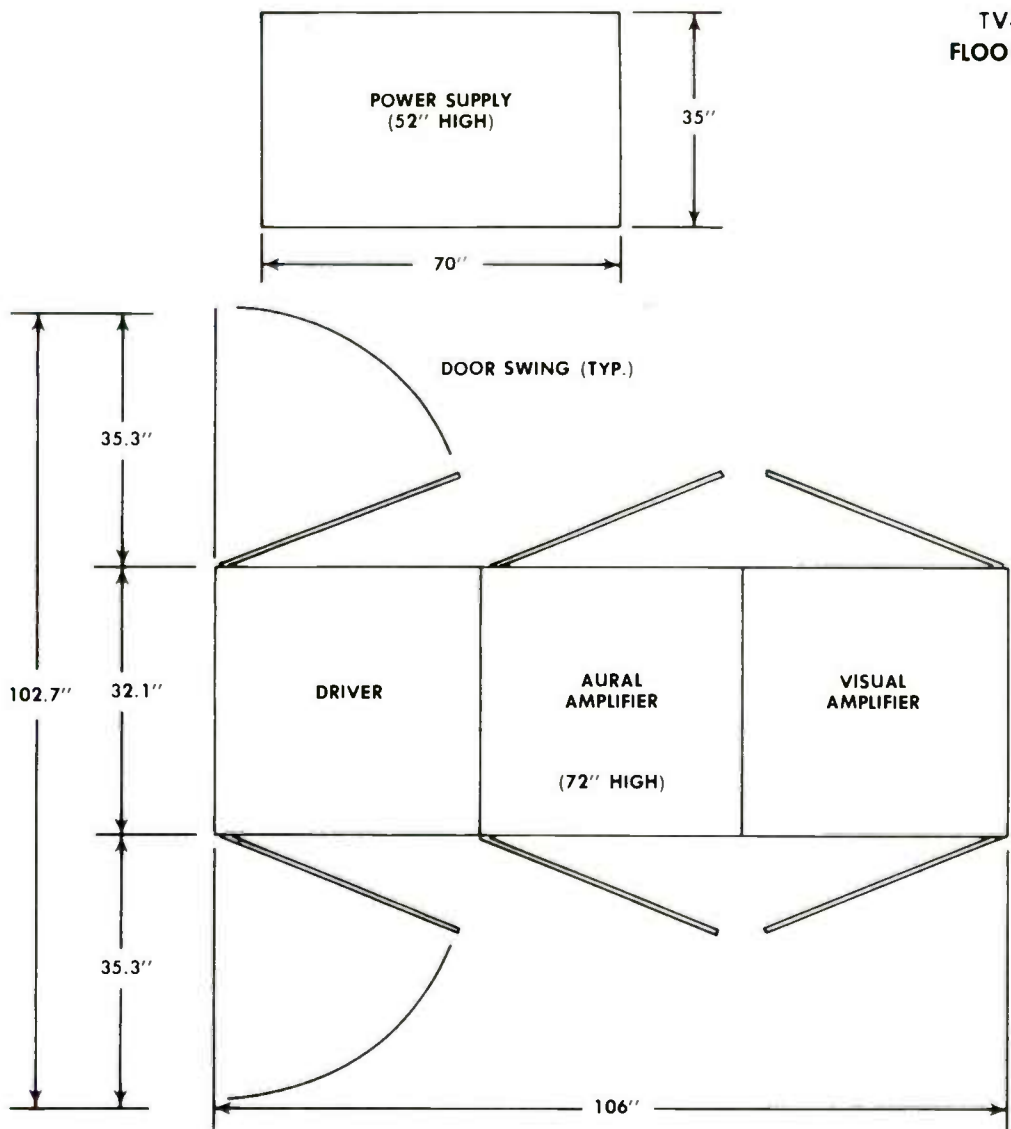 TV-
FLOO
POWER SUPPLY
(52'' HIGH)
35''
70''
DOOR SWING (TYP.)
35.3''
102.7''
32.1''
DRIVER
AURAL
AMPLIFIER
(72'' HIGH)
VISUAL
AMPLIFIER
35.3''
106''